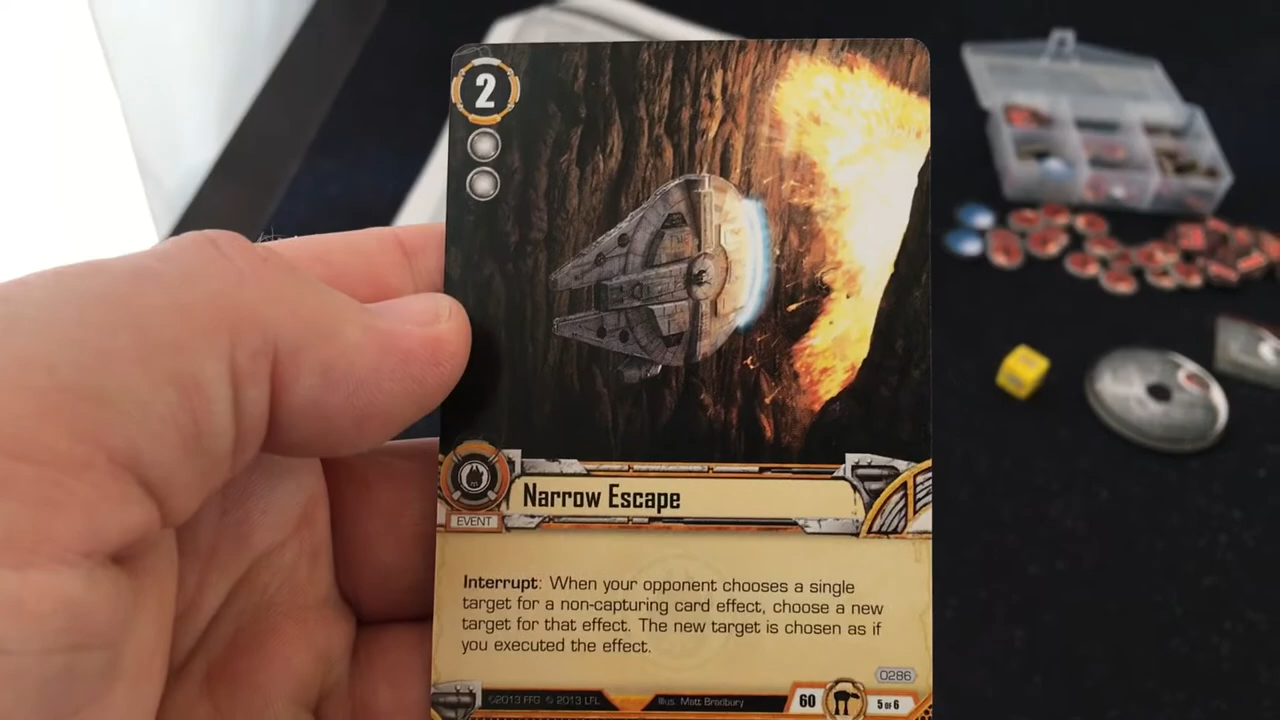 2
Narrow Escape
EVENT
Interrupt: When your opponent chooses a single
target for a non-capturing card effect, choose a new
target for that effect. The new target is chosen as if
you executed the effect.
0286
©2013 FFG © 2013 LFL Illus. Matt Bradbury 60 5 OF 6